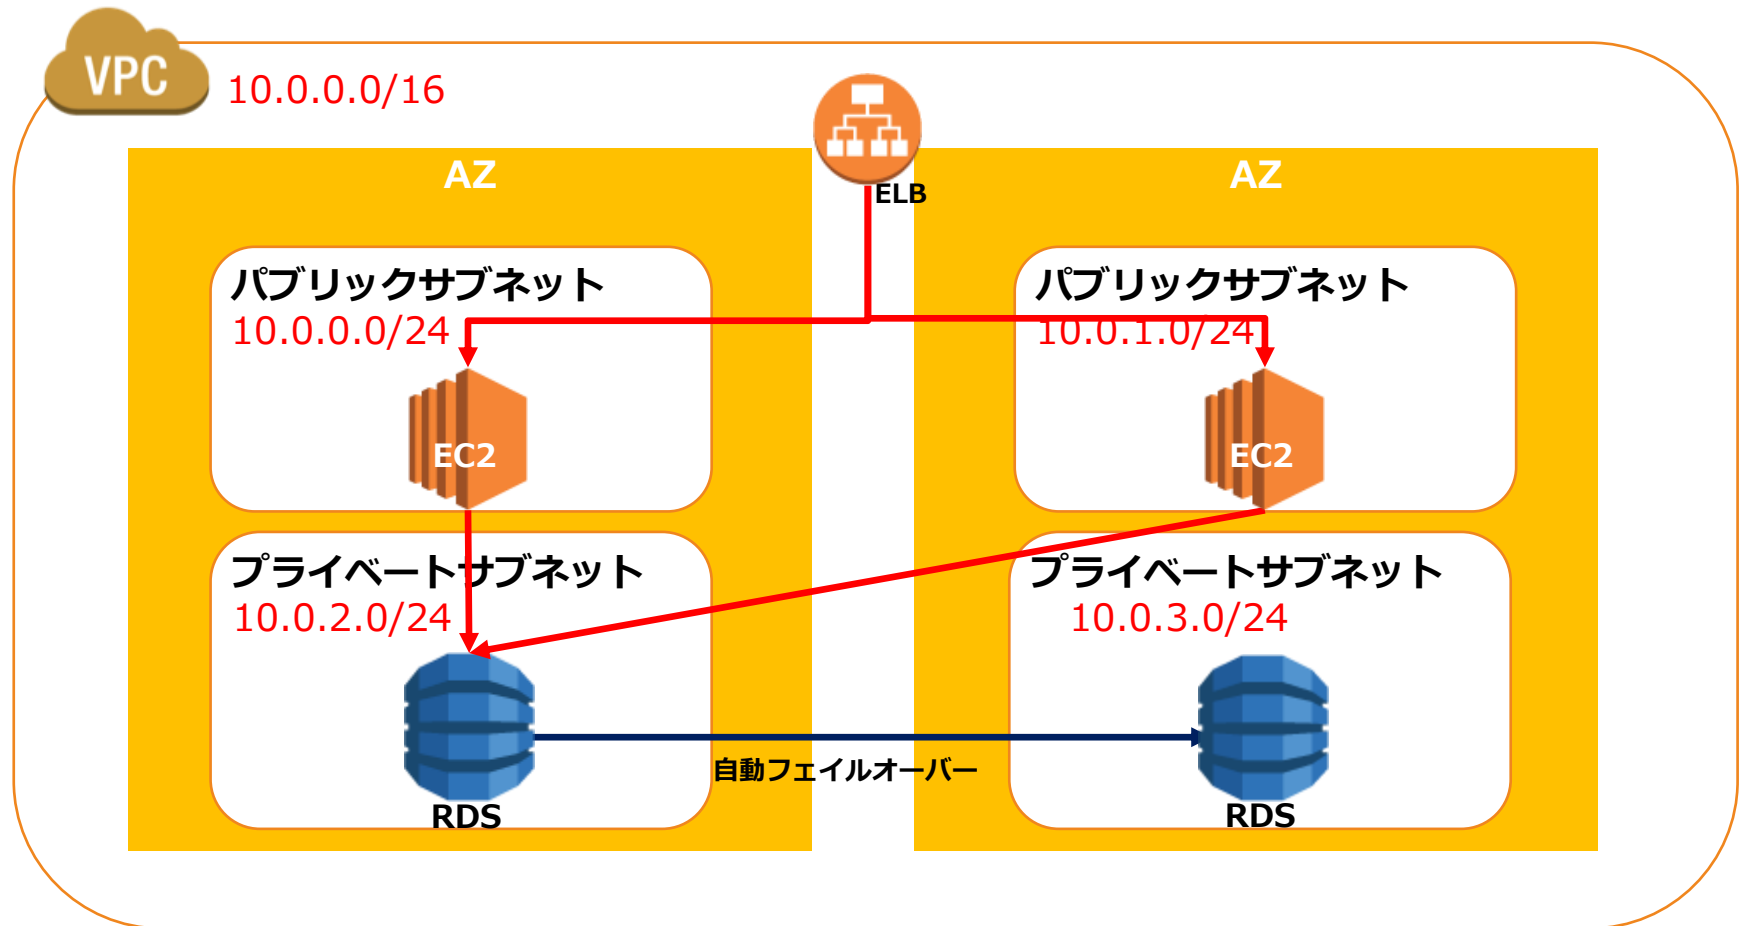 VPC
10.0.0.0/16
ELB
AZ
パブリックサブネット
10.0.0.0/24
EC2
プライベートサブネット
10.0.2.0/24
RDS
AZ
パブリックサブネット
10.0.1.0/24
EC2
プライベートサブネット
10.0.3.0/24
RDS
自動フェイルオーバー